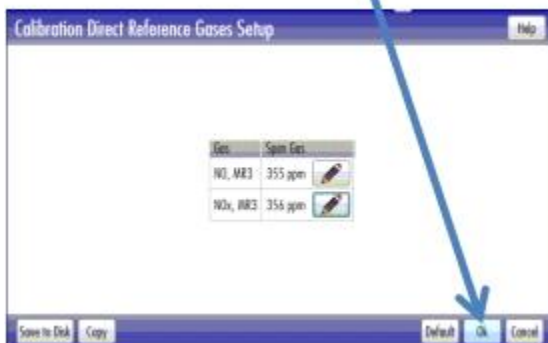 Calibration Direct Reference Gases Setup Help
Gas Span Gas
NO, MR3 355 ppm
NOx, MR3 356 ppm
Save to Disk Copy Default Ok Cancel